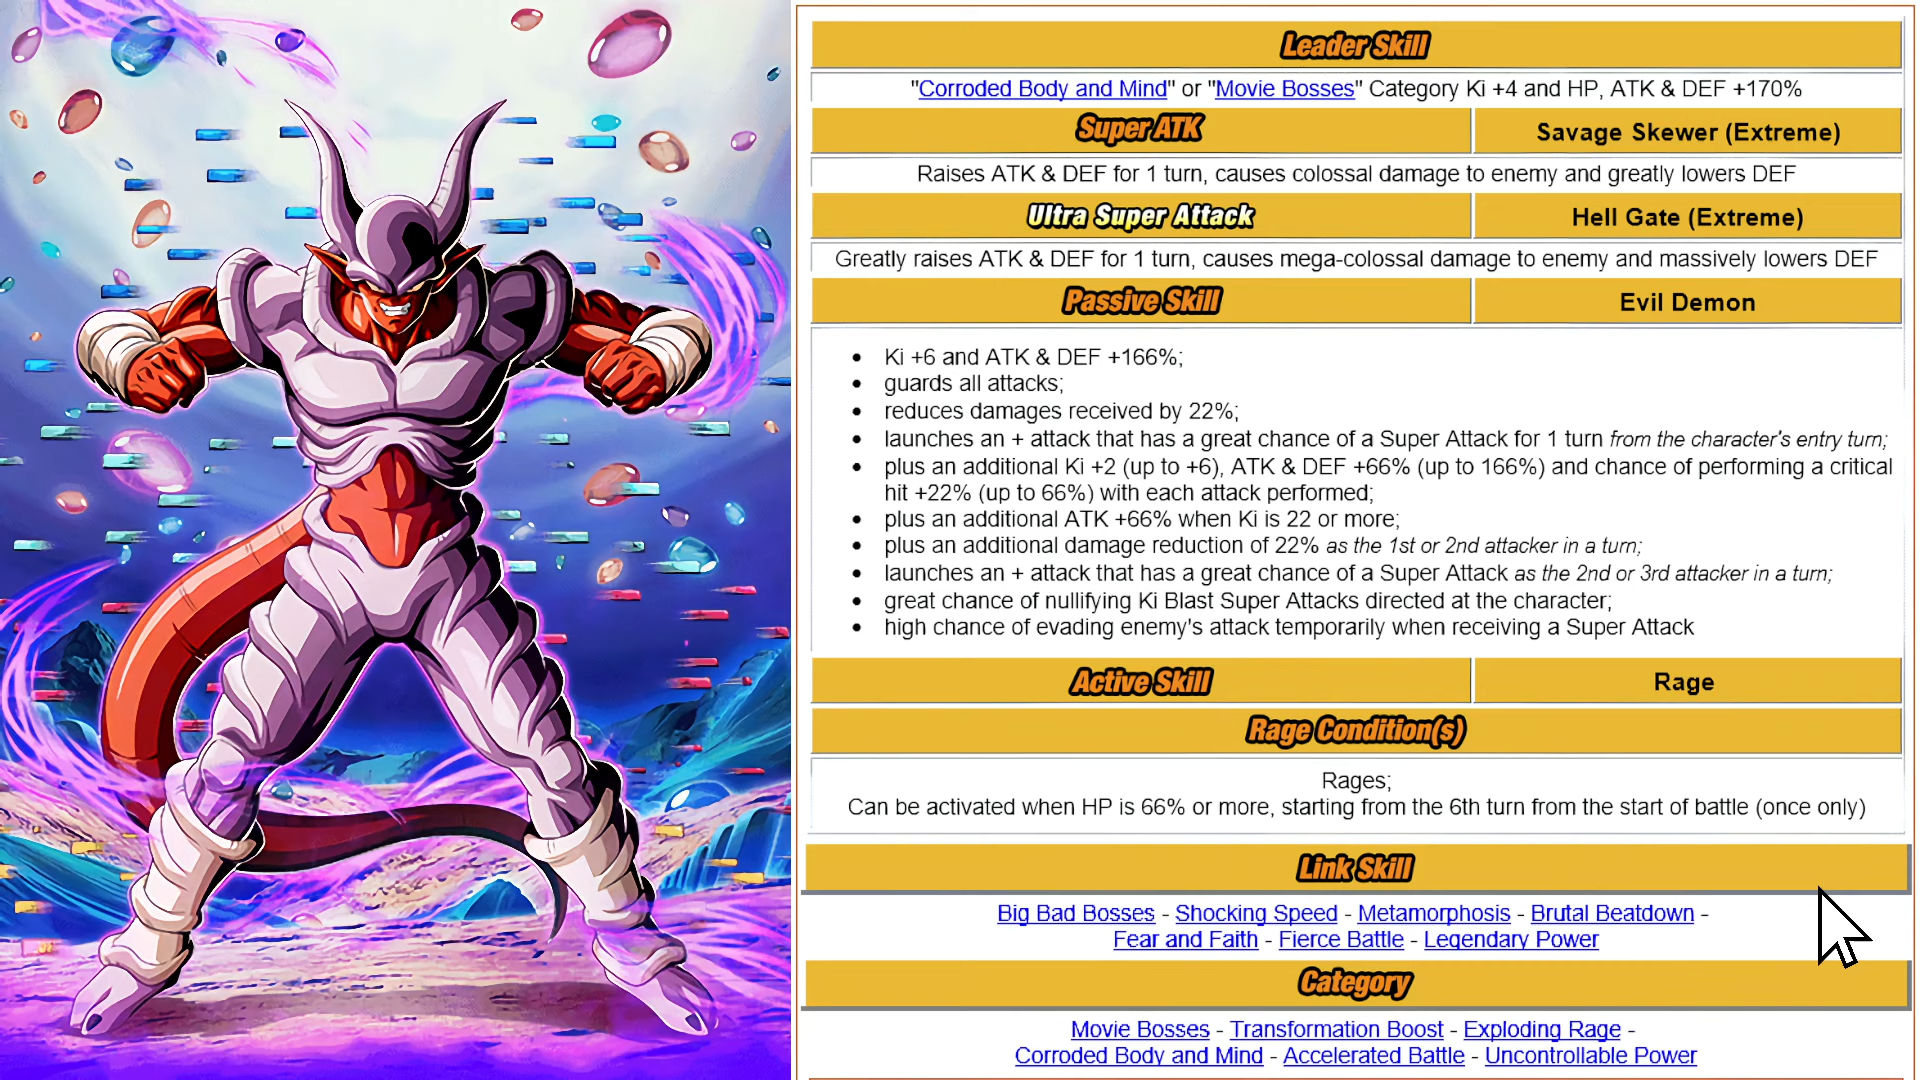 Leader Skill
"Corroded Body and Mind" or "Movie Bosses" Category Ki +4 and HP, ATK & DEF +170%
Super ATK
Savage Skewer (Extreme)
Raises ATK & DEF for 1 turn, causes colossal damage to enemy and greatly lowers DEF
Ultra Super Attack
Hell Gate (Extreme)
Greatly raises ATK & DEF for 1 turn, causes mega-colossal damage to enemy and massively lowers DEF
Passive Skill
Evil Demon
• Ki +6 and ATK & DEF +166%;
• guards all attacks;
• reduces damages received by 22%;
• launches an + attack that has a great chance of a Super Attack for 1 turn from the character's entry turn;
• plus an additional Ki +2 (up to +6), ATK & DEF +66% (up to 166%) and chance of performing a critical
hit +22% (up to 66%) with each attack performed;
• plus an additional ATK +66% when Ki is 22 or more;
• plus an additional damage reduction of 22% as the 1st or 2nd attacker in a turn;
• launches an + attack that has a great chance of a Super Attack as the 2nd or 3rd attacker in a turn;
• great chance of nullifying Ki Blast Super Attacks directed at the character;
• high chance of evading enemy's attack temporarily when receiving a Super Attack
Active Skill
Rage
Rage Condition(s)
Rages;
Can be activated when HP is 66% or more, starting from the 6th turn from the start of battle (once only)
Link Skill
Big Bad Bosses - Shocking Speed - Metamorphosis - Brutal Beatdown -
Fear and Faith - Fierce Battle - Legendary Power
Category
Movie Bosses - Transformation Boost - Exploding Rage -
Corroded Body and Mind - Accelerated Battle - Uncontrollable Power